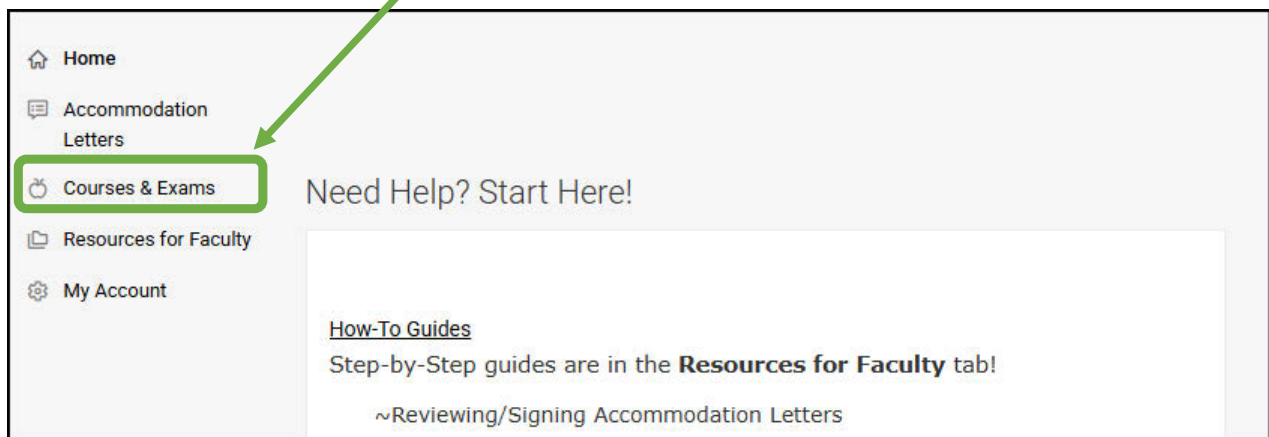 Home
Accommodation
Letters
Courses & Exams
Resources for Faculty
My Account
Need Help? Start Here!
How-To Guides
Step-by-Step guides are in the Resources for Faculty tab!
~Reviewing/Signing Accommodation Letters